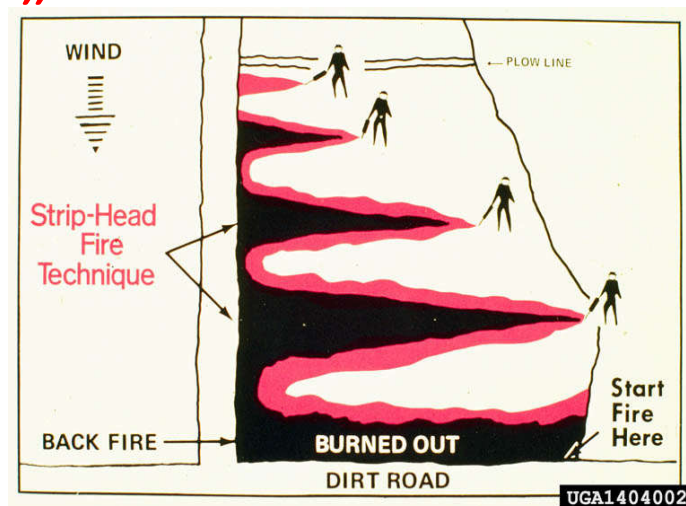 WIND
PLOW LINE
Strip-Head
Fire
Technique
Start
Fire
Here
BACK FIRE
BURNED OUT
DIRT ROAD
UGA1404002